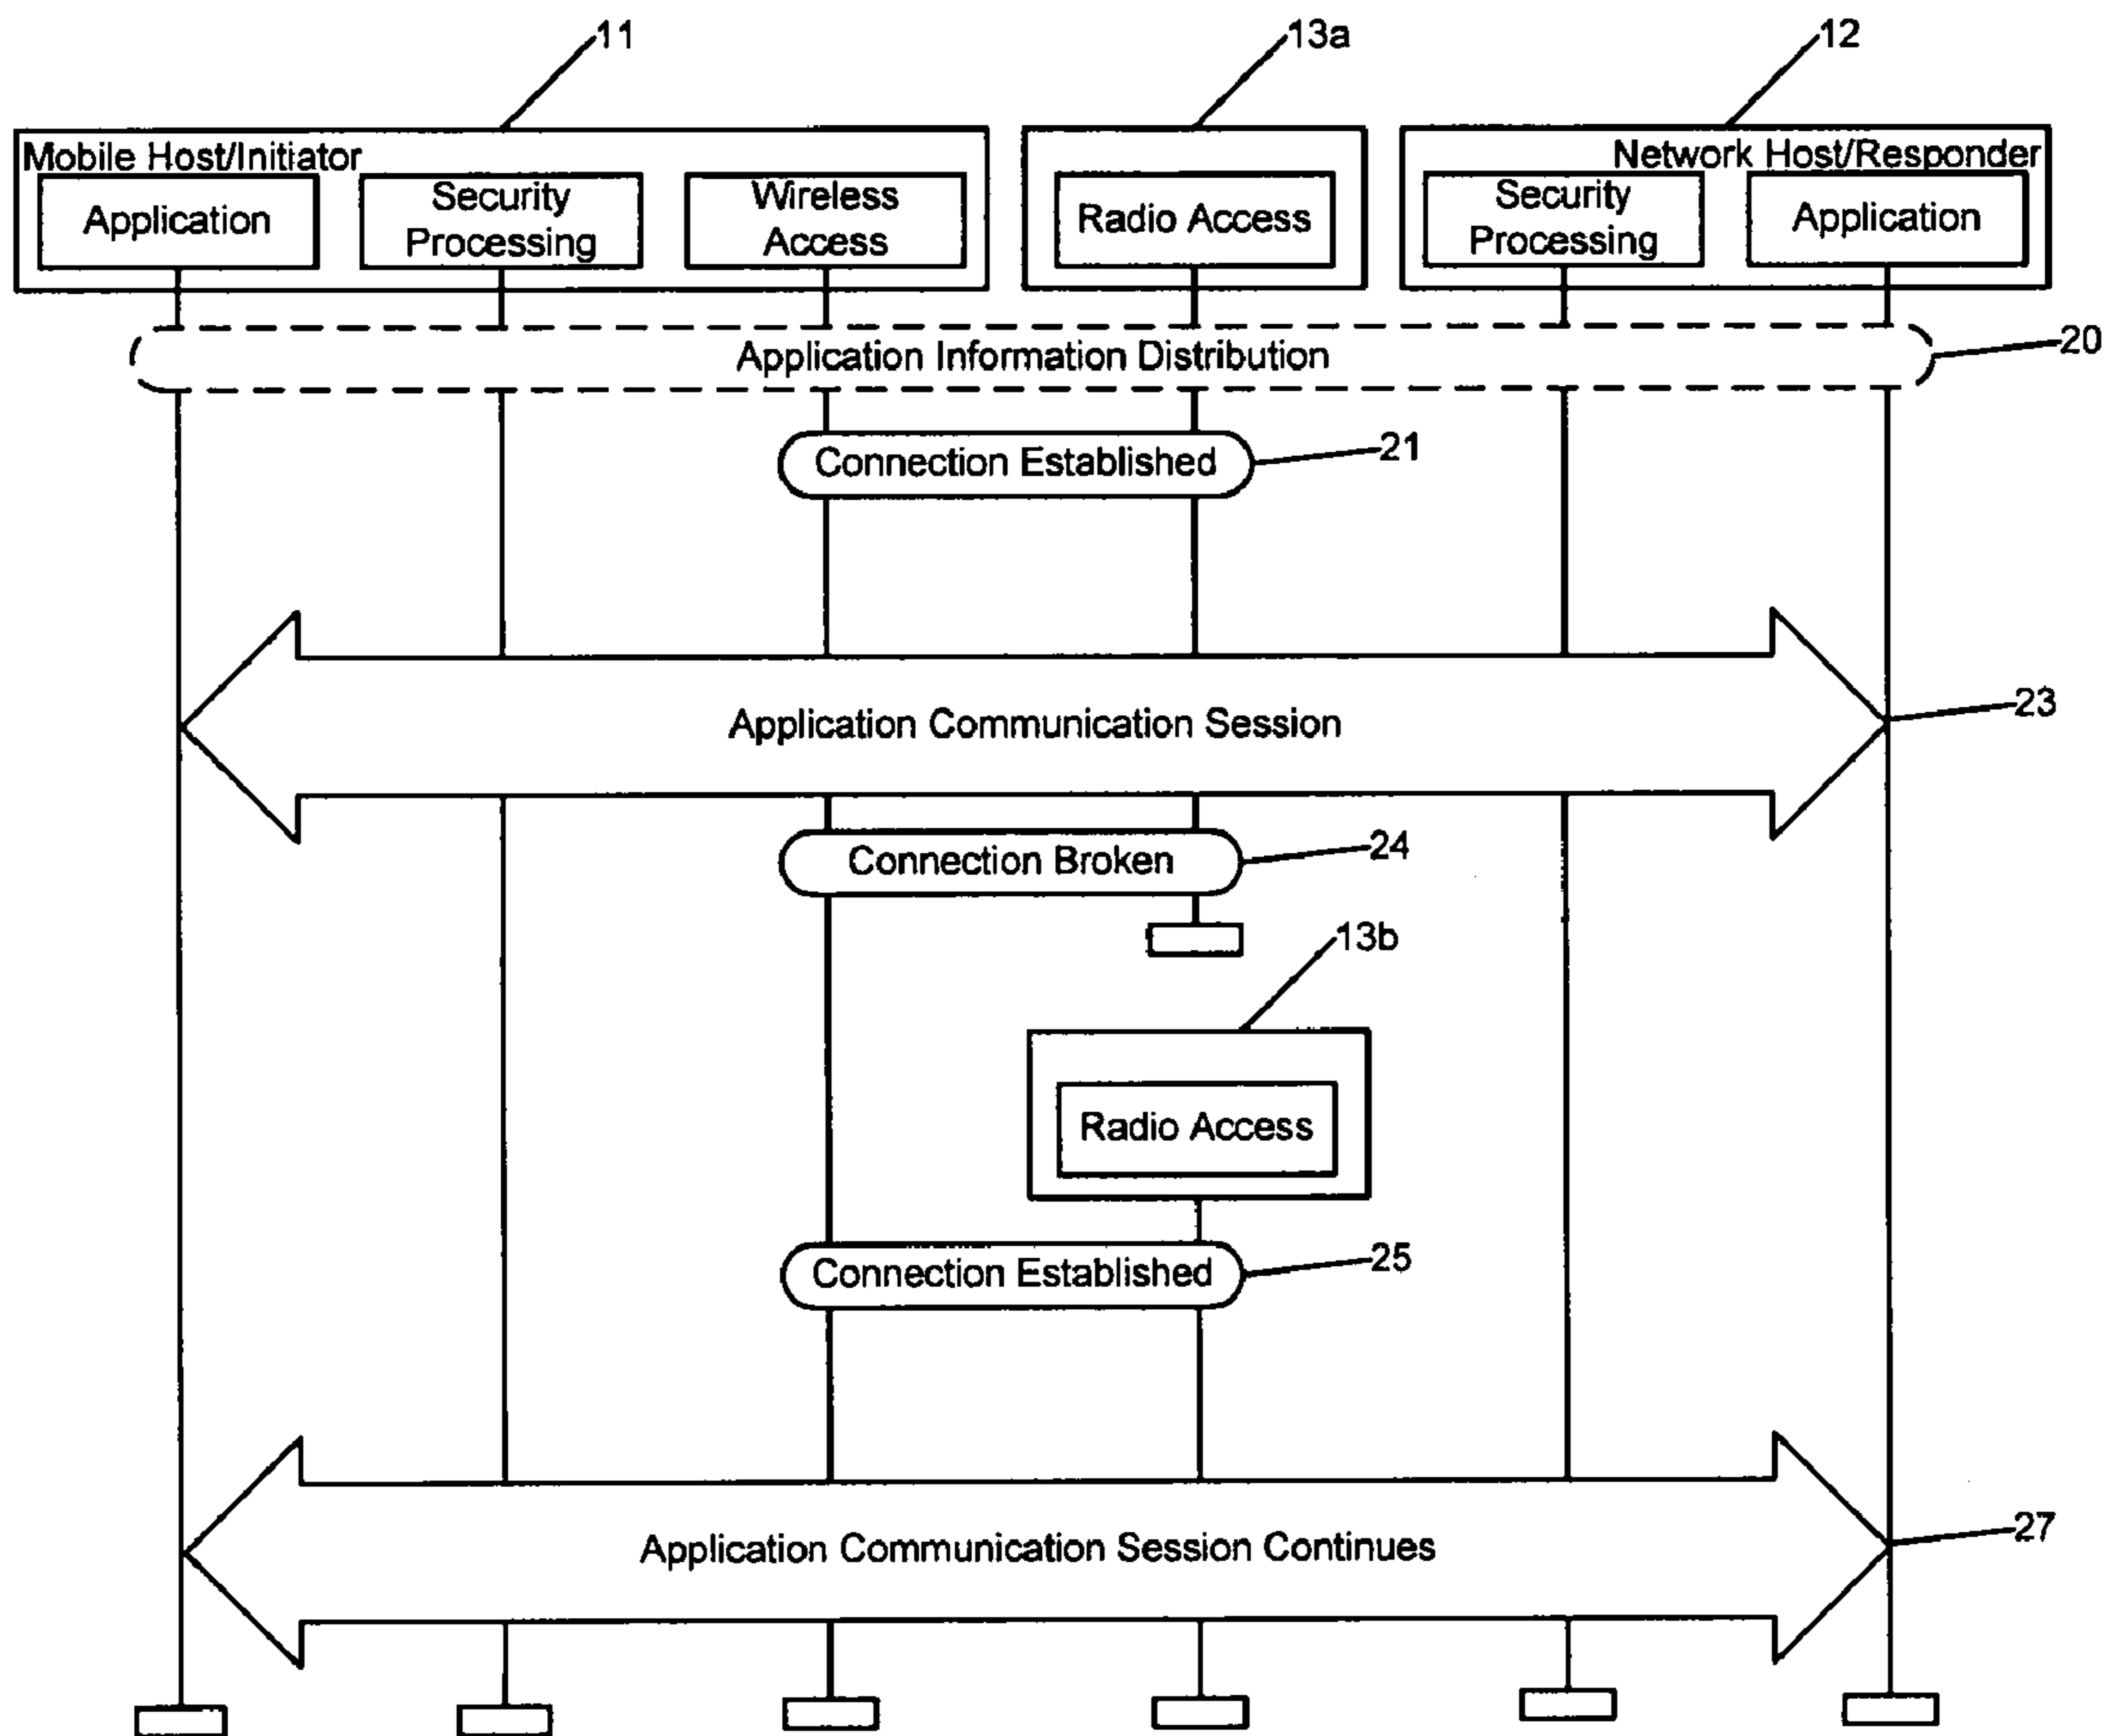 11
13a
12
Mobile Host/Initiator
Network Host/Responder
Application
Security
Processing
Wireless
Access
Radio Access
Security
Processing
Application
Application Information Distribution
20
Connection Established
21
Application Communication Session
23
Connection Broken
24
13b
Radio Access
Connection Established
25
Application Communication Session Continues
27